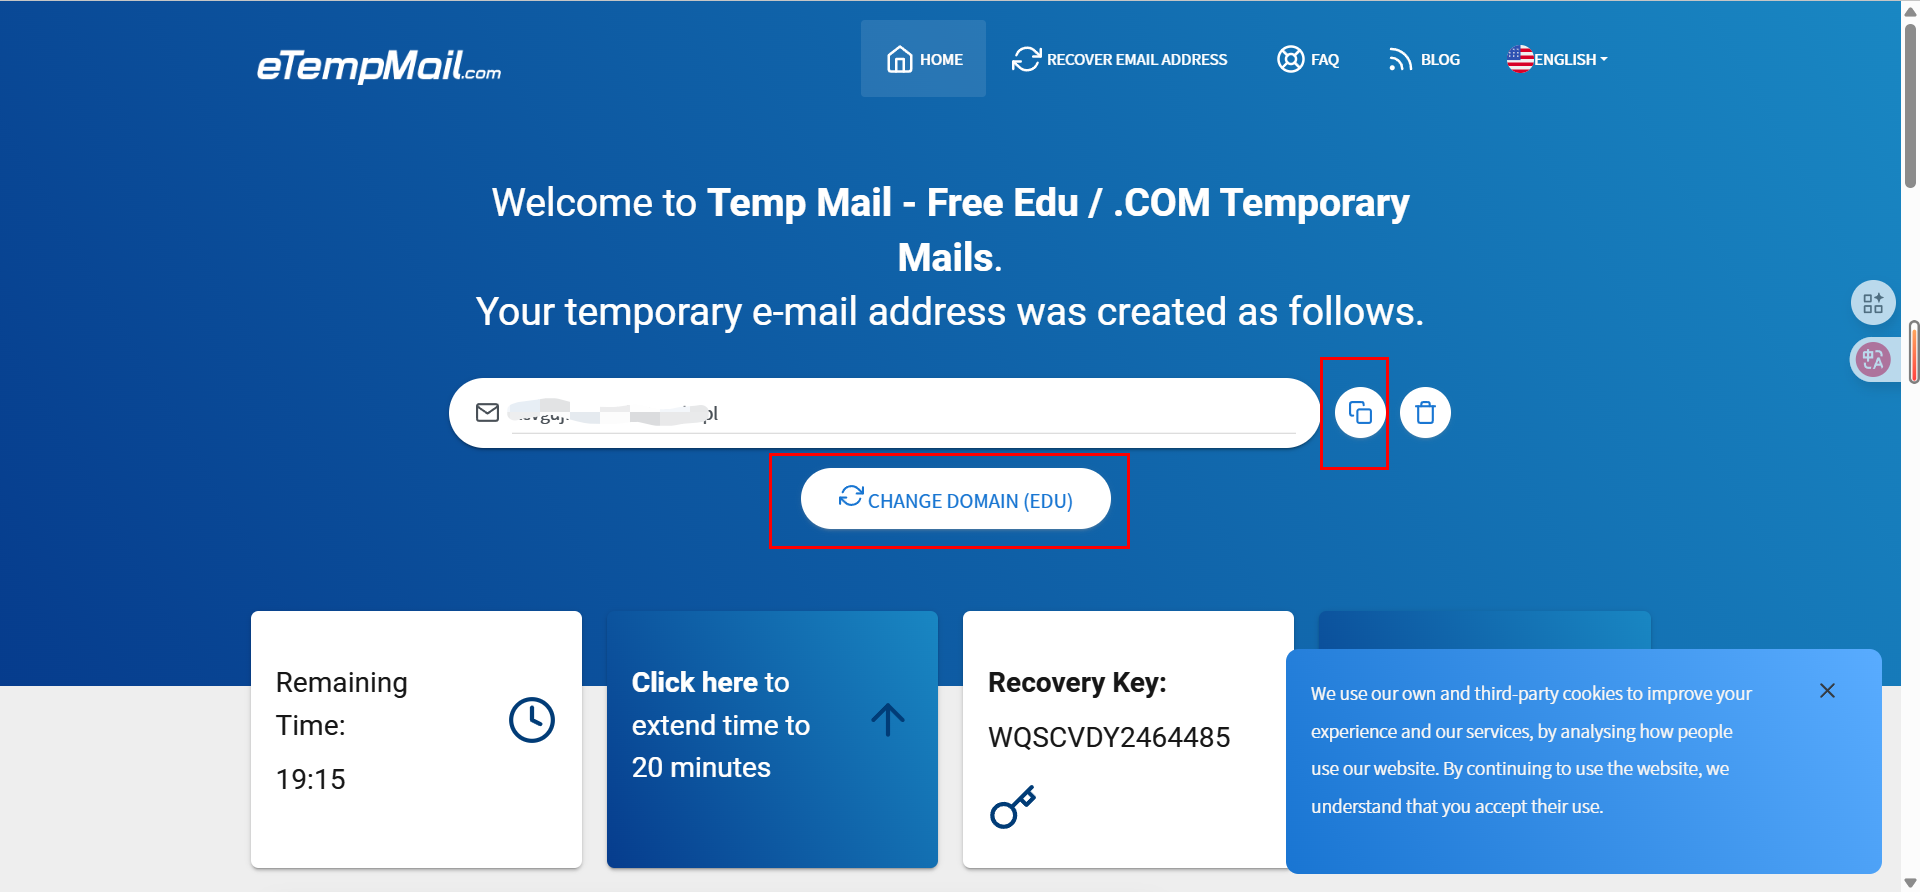 eTempMail.com
HOME
RECOVER EMAIL ADDRESS
FAQ
BLOG
ENGLISH
Welcome to Temp Mail - Free Edu / .COM Temporary
Mails.
Your temporary e-mail address was created as follows.
CHANGE DOMAIN (EDU)
Remaining
Time:
19:15
Click here to
extend time to
20 minutes
Recovery Key:
WQSCVDY2464485
We use our own and third-party cookies to improve your
experience and our services, by analysing how people
use our website. By continuing to use the website, we
understand that you accept their use.
中A